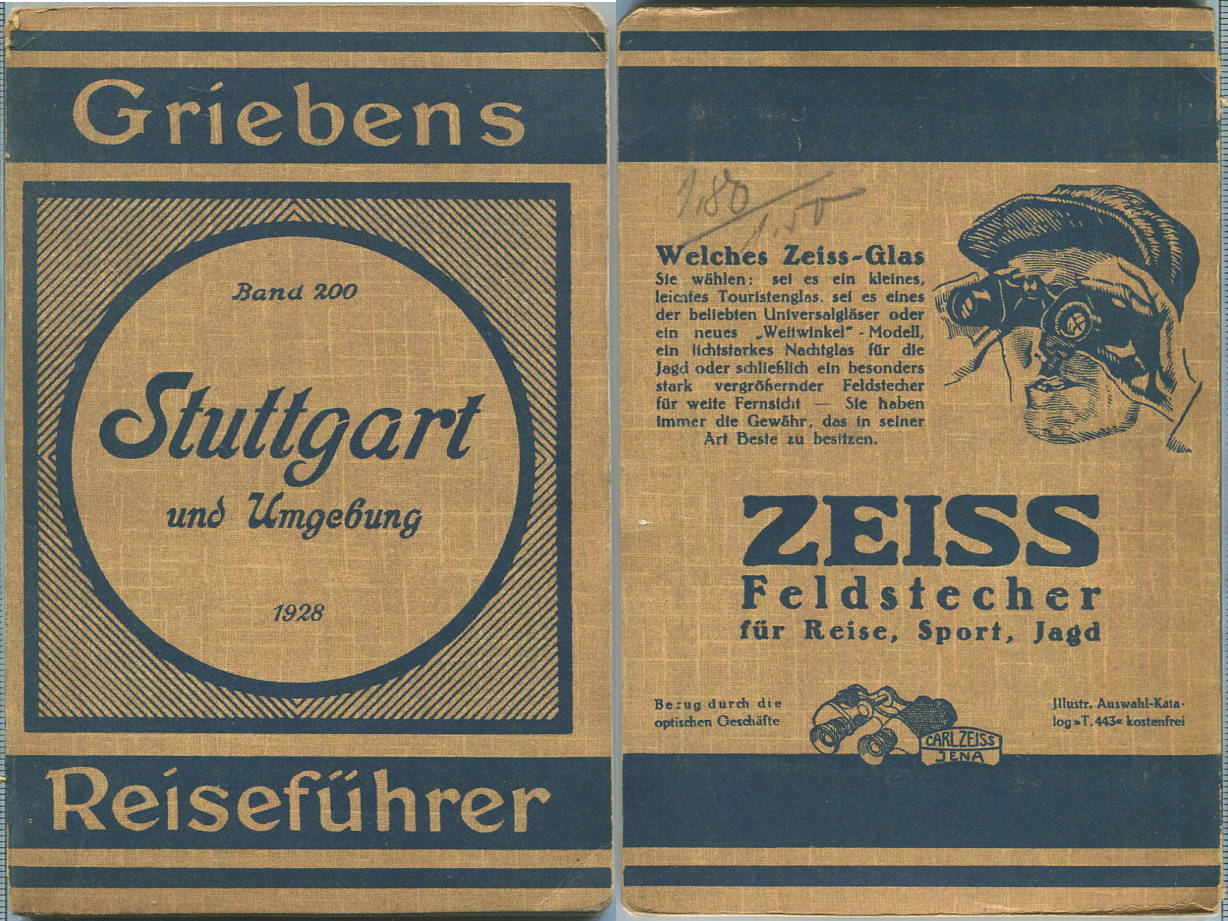 Griebens
Band 200
Stuttgart
und Umgebung
1928
Reiseführer
1,80
1.50
Welches Zeiss-Glas
Sie wählen: sei es ein kleines,
leichtes Touristenglas, sei es eines
der beliebten Universalgläser oder
ein neues „Weitwinkel“-Modell,
ein lichtstarkes Nachtglas für die
Jagd oder schließlich ein besonders
stark vergrößernder Feldstecher
für weite Fernsicht — Sie haben
immer die Gewähr, das in seiner
Art Beste zu besitzen.
ZEISS
Feldstecher
für Reise, Sport, Jagd
Bezug durch die
optischen Geschäfte
CARL ZEISS
JENA
Jllustr. Auswahl-Kata-
log »T. 443« kostenfrei